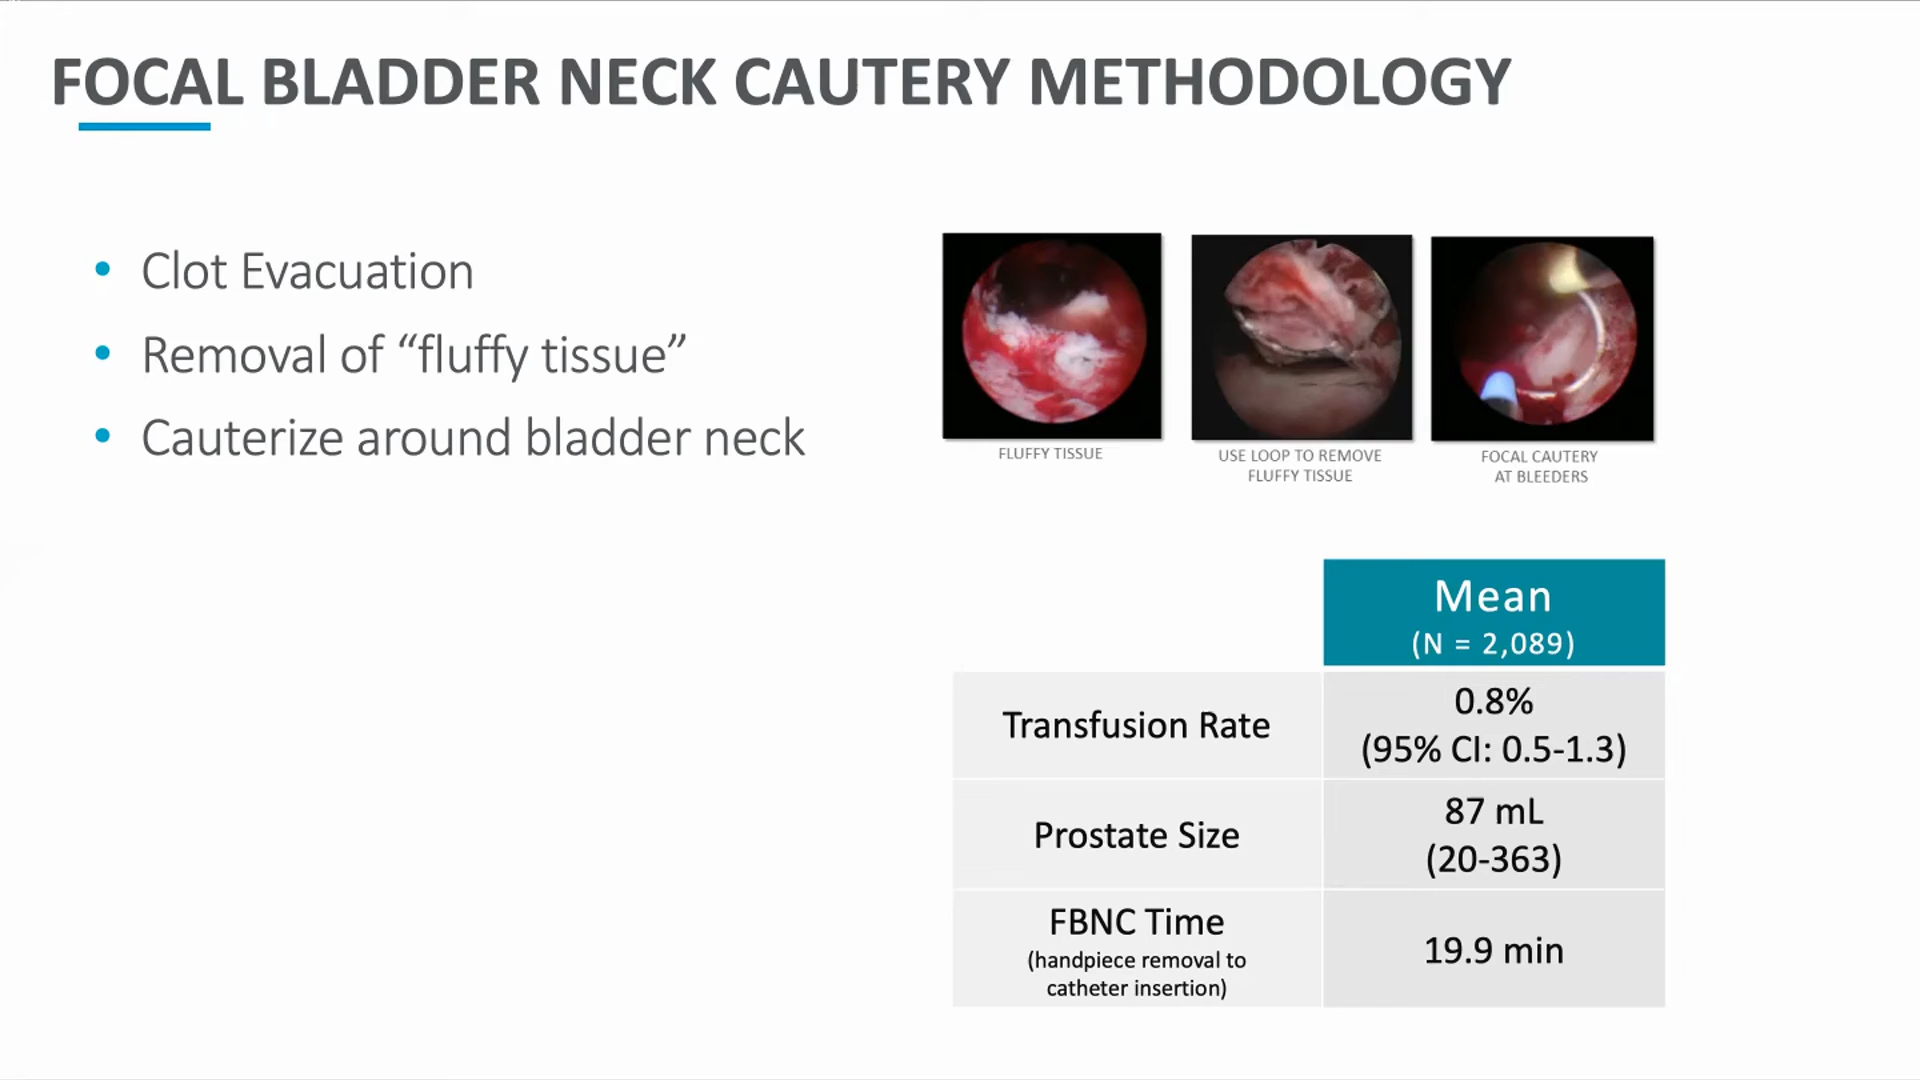 FOCAL BLADDER NECK CAUTERY METHODOLOGY
• Clot Evacuation
• Removal of “fluffy tissue”
• Cauterize around bladder neck
FLUFFY TISSUE
USE LOOP TO REMOVE
FLUFFY TISSUE
FOCAL CAUTERY
AT BLEEDERS
Mean
(N = 2,089)
Transfusion Rate
0.8%
(95% CI: 0.5-1.3)
Prostate Size
87 mL
(20-363)
FBNC Time
(handpiece removal to
catheter insertion)
19.9 min